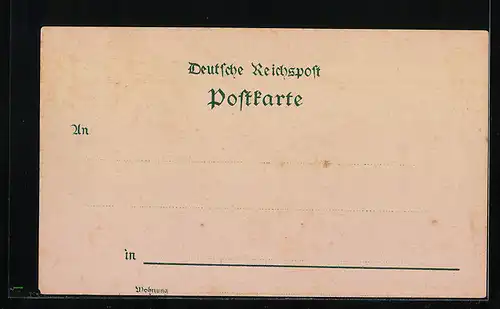 Deutsche Reichspost
Postkarte
An
in
Wohnung